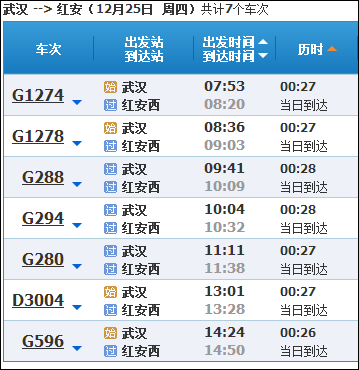 武汉 --> 红安（12月25日 周四）共计7个车次
车次 出发站 到达站 出发时间 到达时间 历时
G1274 始 武汉 07:53 00:27
过 红安西 08:20 当日到达
G1278 始 武汉 08:36 00:27
过 红安西 09:03 当日到达
G288 过 武汉 09:41 00:28
过 红安西 10:09 当日到达
G294 过 武汉 10:04 00:28
过 红安西 10:32 当日到达
G280 过 武汉 11:11 00:27
过 红安西 11:38 当日到达
D3004 始 武汉 13:01 00:27
过 红安西 13:28 当日到达
G596 始 武汉 14:24 00:26
过 红安西 14:50 当日到达